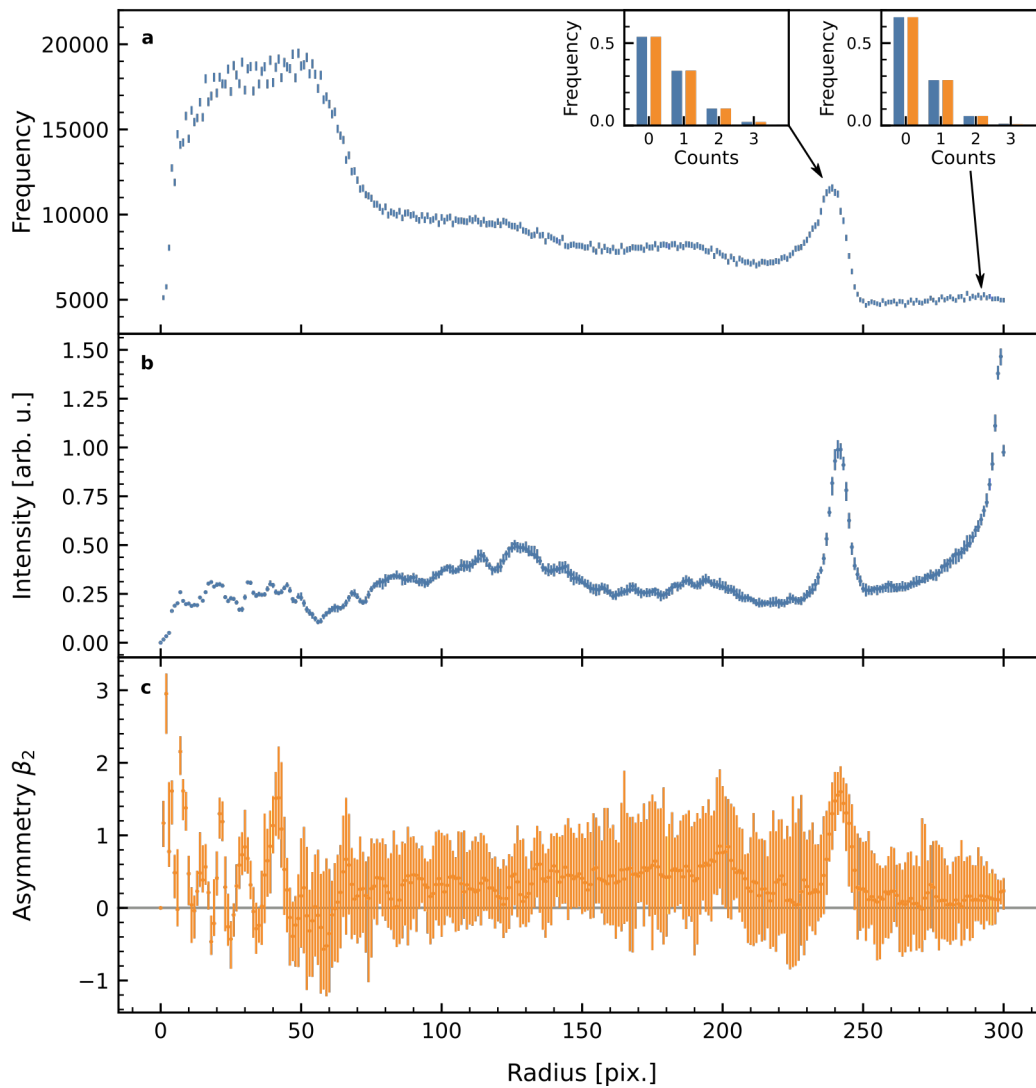 a
20000
15000
10000
5000
Frequency
Frequency
0.5
0.0
0 1 2 3
Counts
Frequency
0.5
0.0
0 1 2 3
Counts
b
1.50
1.25
1.00
0.75
0.50
0.25
0.00
Intensity [arb. u.]
c
3
2
1
0
−1
Asymmetry β₂
0 50 100 150 200 250 300
Radius [pix.]